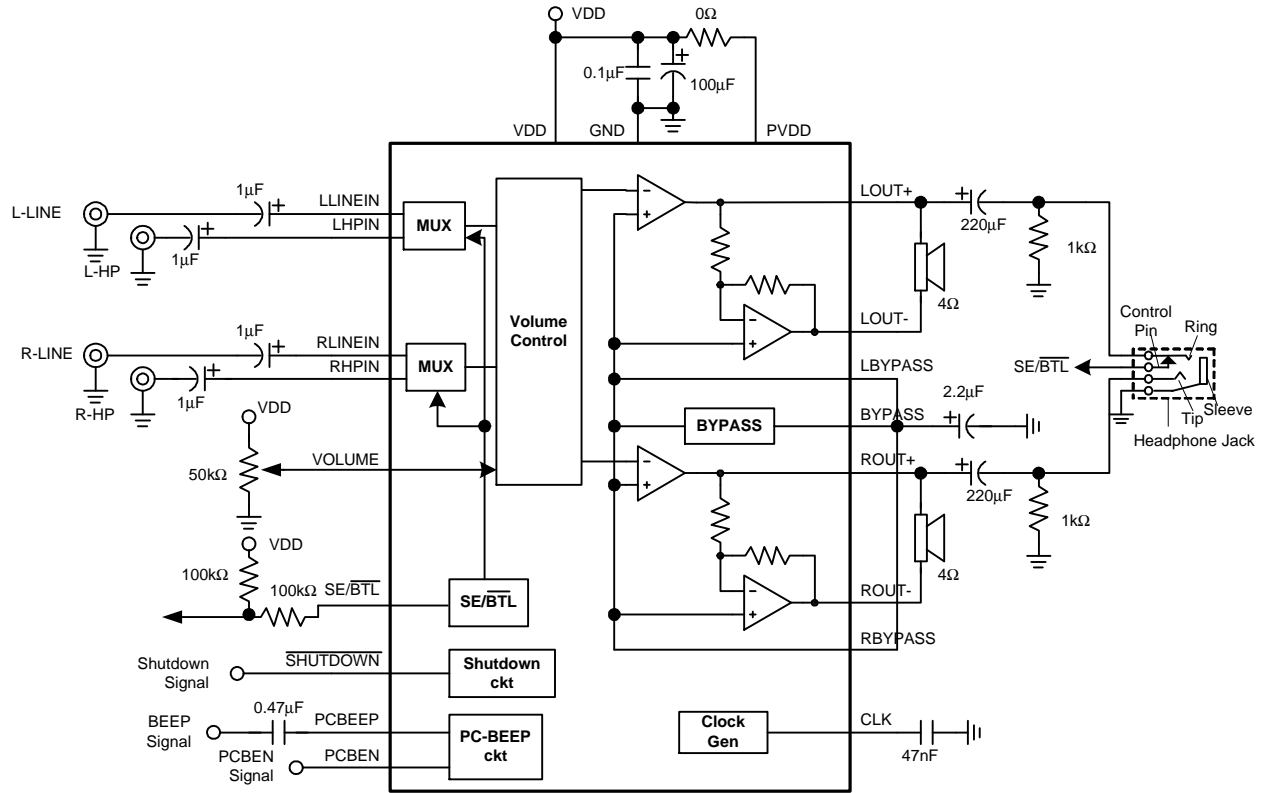 VDD
0Ω
0.1μF
100μF
VDD
GND
PVDD
L-LINE
1μF
LLINEIN
LHPIN
1μF
L-HP
MUX
R-LINE
1μF
RLINEIN
RHPIN
1μF
R-HP
MUX
VDD
50kΩ
VOLUME
Volume
Control
VDD
100kΩ
100kΩ
SE/BTL
SE/BTL
Shutdown
Signal
SHUTDOWN
Shutdown
ckt
BEEP
Signal
0.47μF
PCBEEP
PCBEN
Signal
PCBEN
PC-BEEP
ckt
LOUT+
220μF
1kΩ
4Ω
LOUT-
LBYPASS
BYPASS
BYPASS
2.2μF
ROUT+
220μF
1kΩ
4Ω
ROUT-
RBYPASS
Clock
Gen
CLK
47nF
Control
Pin
Ring
SE/BTL
Tip
Sleeve
Headphone Jack